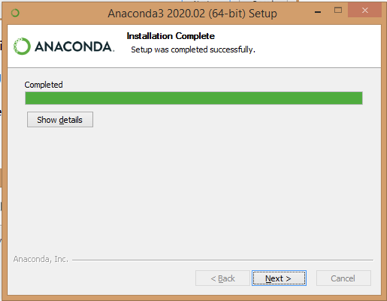 Anaconda3 2020.02 (64-bit) Setup
ANACONDA.
Installation Complete
Setup was completed successfully.
Completed
Show details
Anaconda, Inc.
< Back
Next >
Cancel